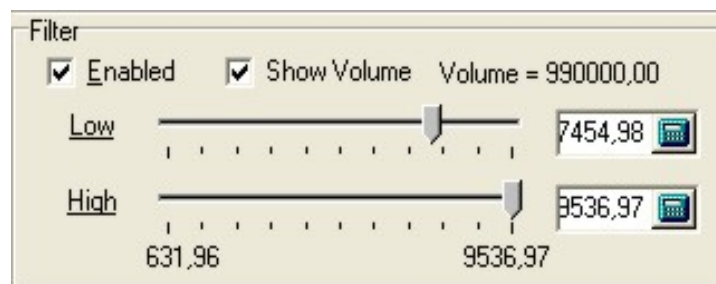 Filter
Enabled Show Volume Volume = 990000,00
Low 7454,98
High 9536,97
631,96 9536,97